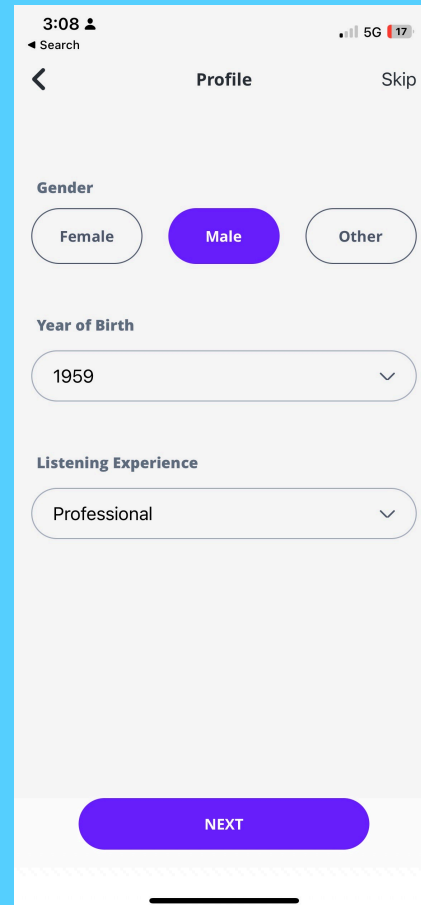 3:08
5G 17
◀ Search
Profile Skip
Gender
Female Male Other
Year of Birth
1959
Listening Experience
Professional
NEXT